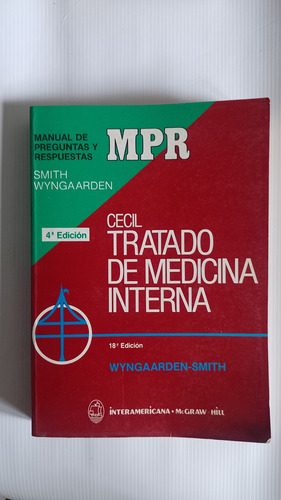 MANUAL DE
PREGUNTAS Y
RESPUESTAS
MPR
SMITH
WYNGAARDEN
4ª Edición
CECIL
TRATADO
DE MEDICINA
INTERNA
18ª Edición
WYNGAARDEN-SMITH
INTERAMERICANA • McGRAW-HILL